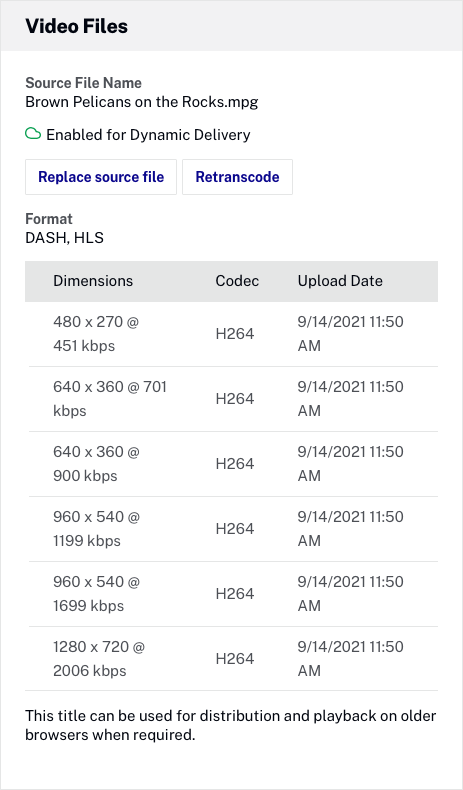 Video Files
Source File Name
Brown Pelicans on the Rocks.mpg
Enabled for Dynamic Delivery
Replace source file Retranscode
Format
DASH, HLS
Dimensions Codec Upload Date
480 x 270 @
451 kbps
H264
9/14/2021 11:50
AM
640 x 360 @ 701
kbps
H264
9/14/2021 11:50
AM
640 x 360 @
900 kbps
H264
9/14/2021 11:50
AM
960 x 540 @
1199 kbps
H264
9/14/2021 11:50
AM
960 x 540 @
1699 kbps
H264
9/14/2021 11:50
AM
1280 x 720 @
2006 kbps
H264
9/14/2021 11:50
AM
This title can be used for distribution and playback on older
browsers when required.